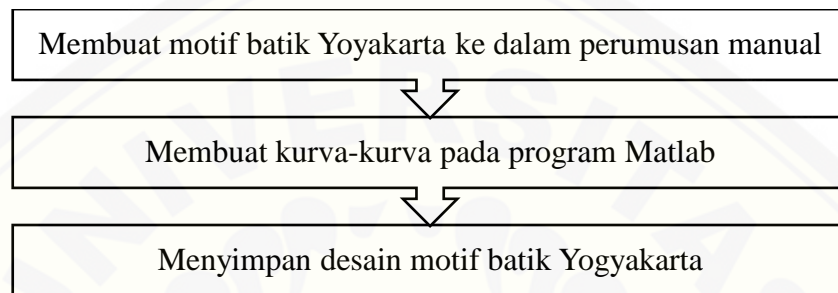 Membuat motif batik Yoyakarta ke dalam perumusan manual
Membuat kurva-kurva pada program Matlab
Menyimpan desain motif batik Yogyakarta